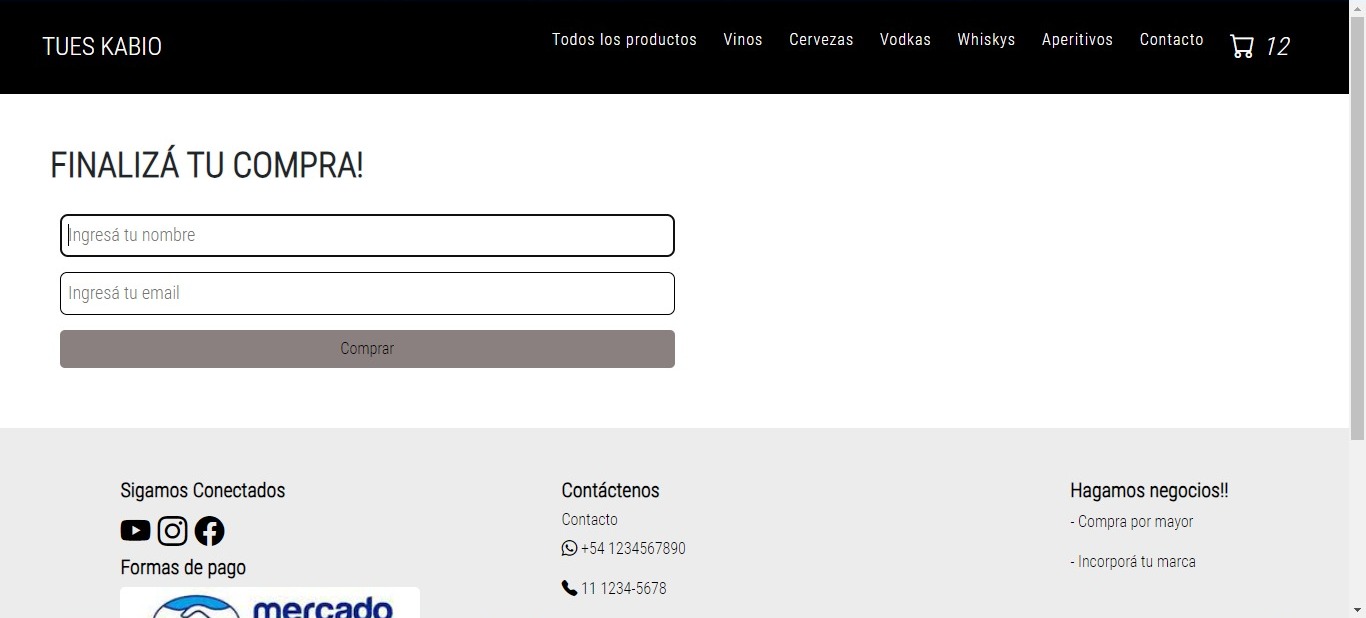 TUES KABIO
Todos los productos Vinos Cervezas Vodkas Whiskys Aperitivos Contacto 12
FINALIZÁ TU COMPRA!
Ingresá tu nombre
Ingresá tu email
Comprar
Sigamos Conectados
Formas de pago
mercado
Contáctenos
Contacto
+54 1234567890
11 1234-5678
Hagamos negocios!!
- Compra por mayor
- Incorporá tu marca